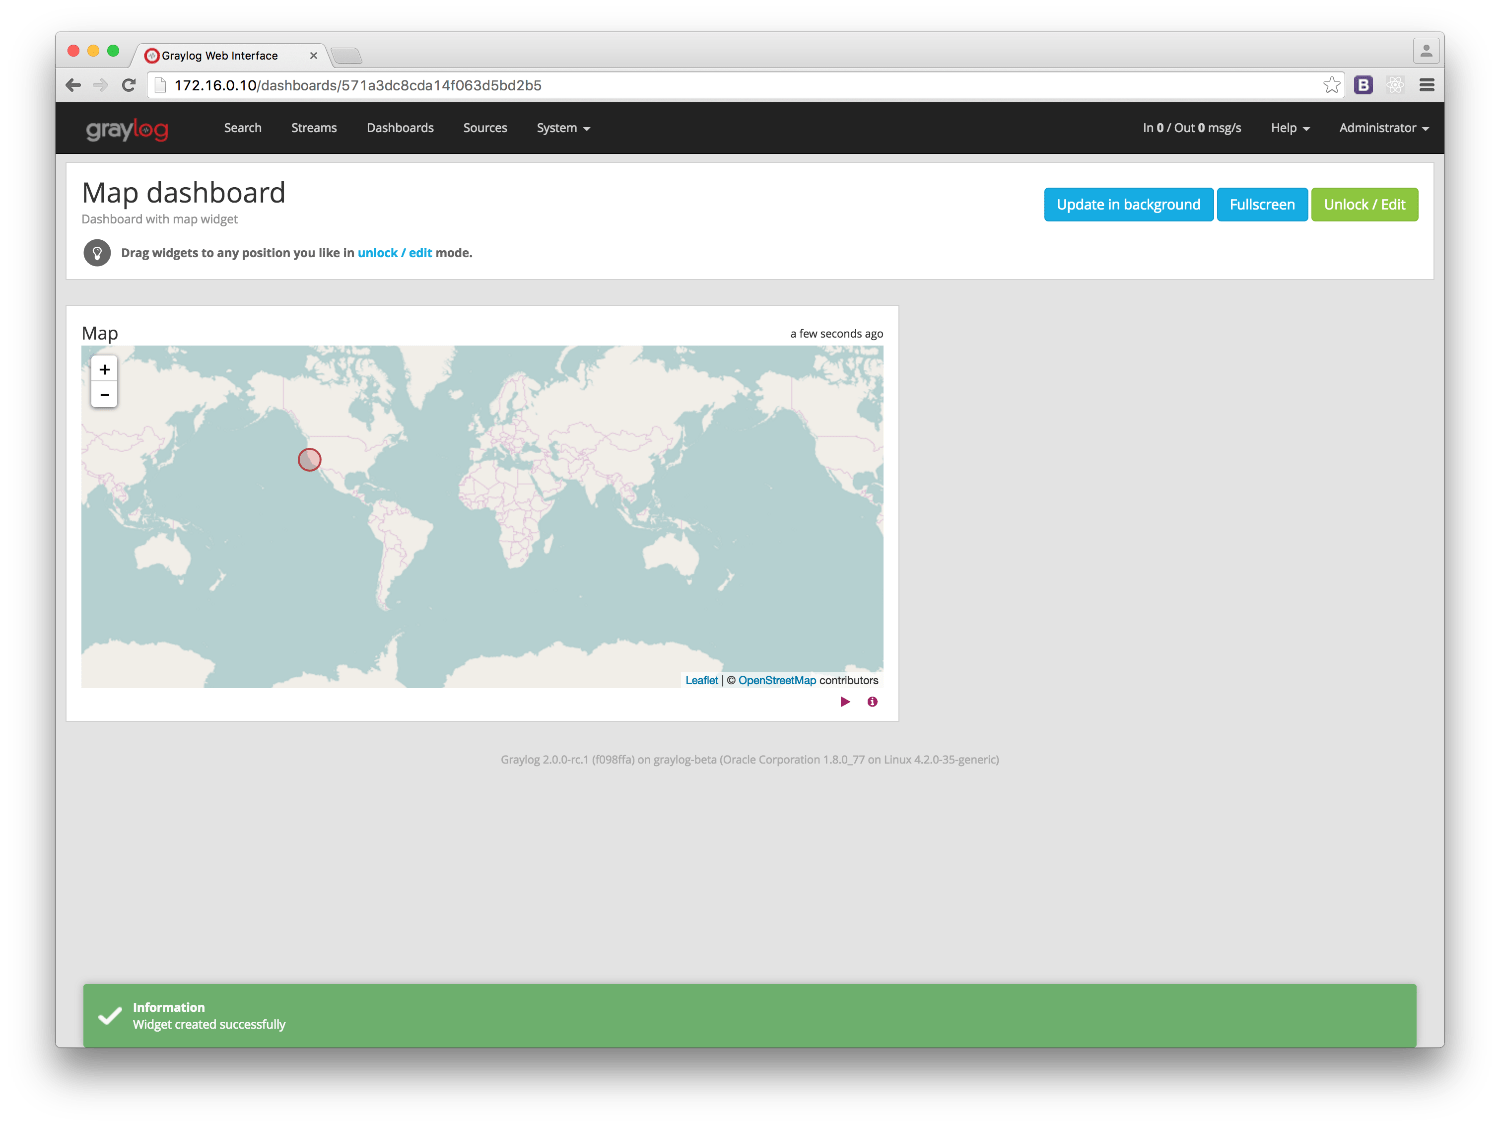 Graylog Web Interface
172.16.0.10/dashboards/571a3dc8cda14f063d5bd2b5
B
graylog Search Streams Dashboards Sources System In 0 / Out 0 msg/s Help Administrator
Map dashboard
Dashboard with map widget
Update in background Fullscreen Unlock / Edit
Drag widgets to any position you like in unlock / edit mode.
Map a few seconds ago
+
-
Leaflet | © OpenStreetMap contributors
Graylog 2.0.0-rc.1 (f098ffa) on graylog-beta (Oracle Corporation 1.8.0_77 on Linux 4.2.0-35-generic)
Information
Widget created successfully